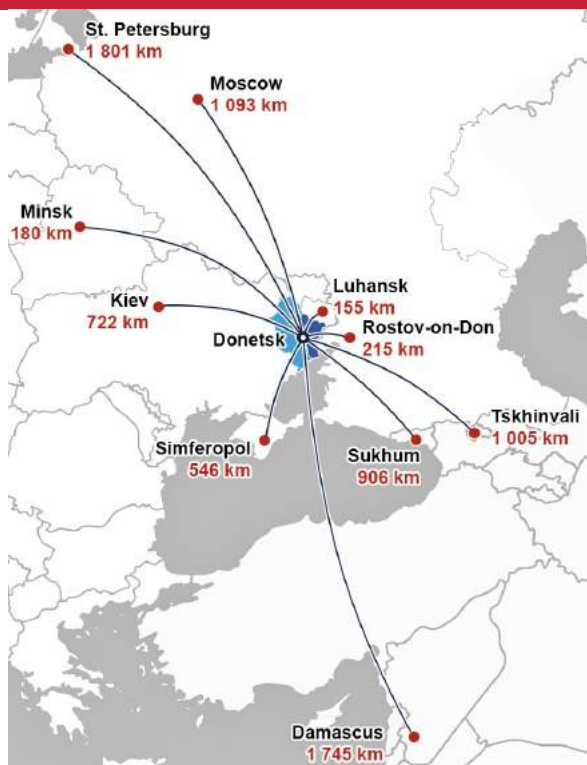 St. Petersburg
1 801 km
Moscow
1 093 km
Minsk
180 km
Kiev
722 km
Luhansk
155 km
Donetsk
Rostov-on-Don
215 km
Simferopol
546 km
Sukhum
906 km
Tskhinvali
1 005 km
Damascus
1 745 km